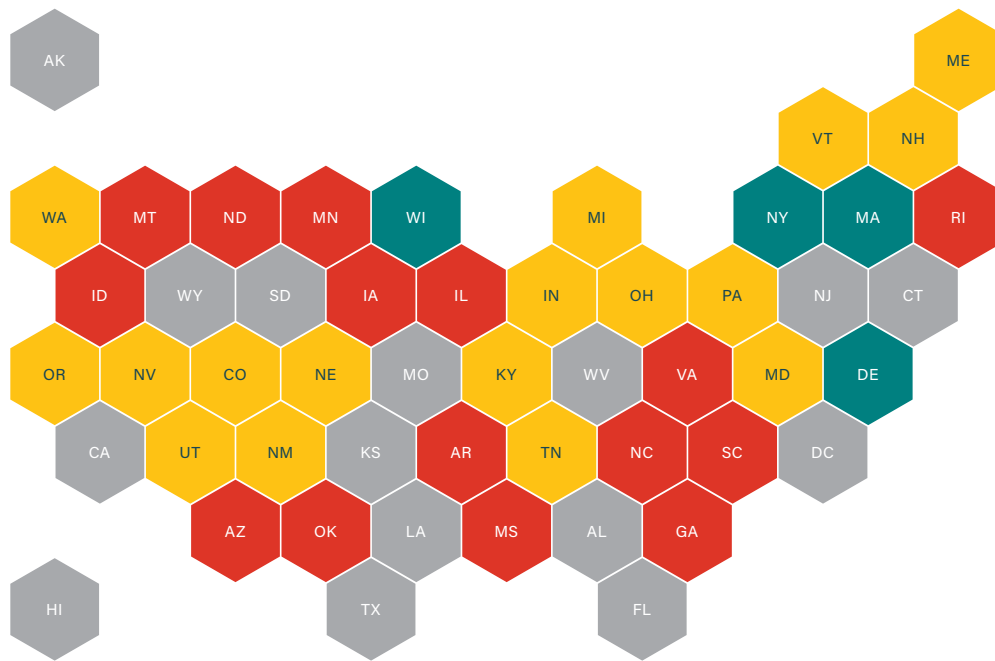 AK
ME
VT NH
WA MT ND MN WI MI NY MA RI
ID WY SD IA IL IN OH PA NJ CT
OR NV CO NE MO KY WV VA MD DE
CA UT NM KS AR TN NC SC DC
AZ OK LA MS AL GA
HI TX FL